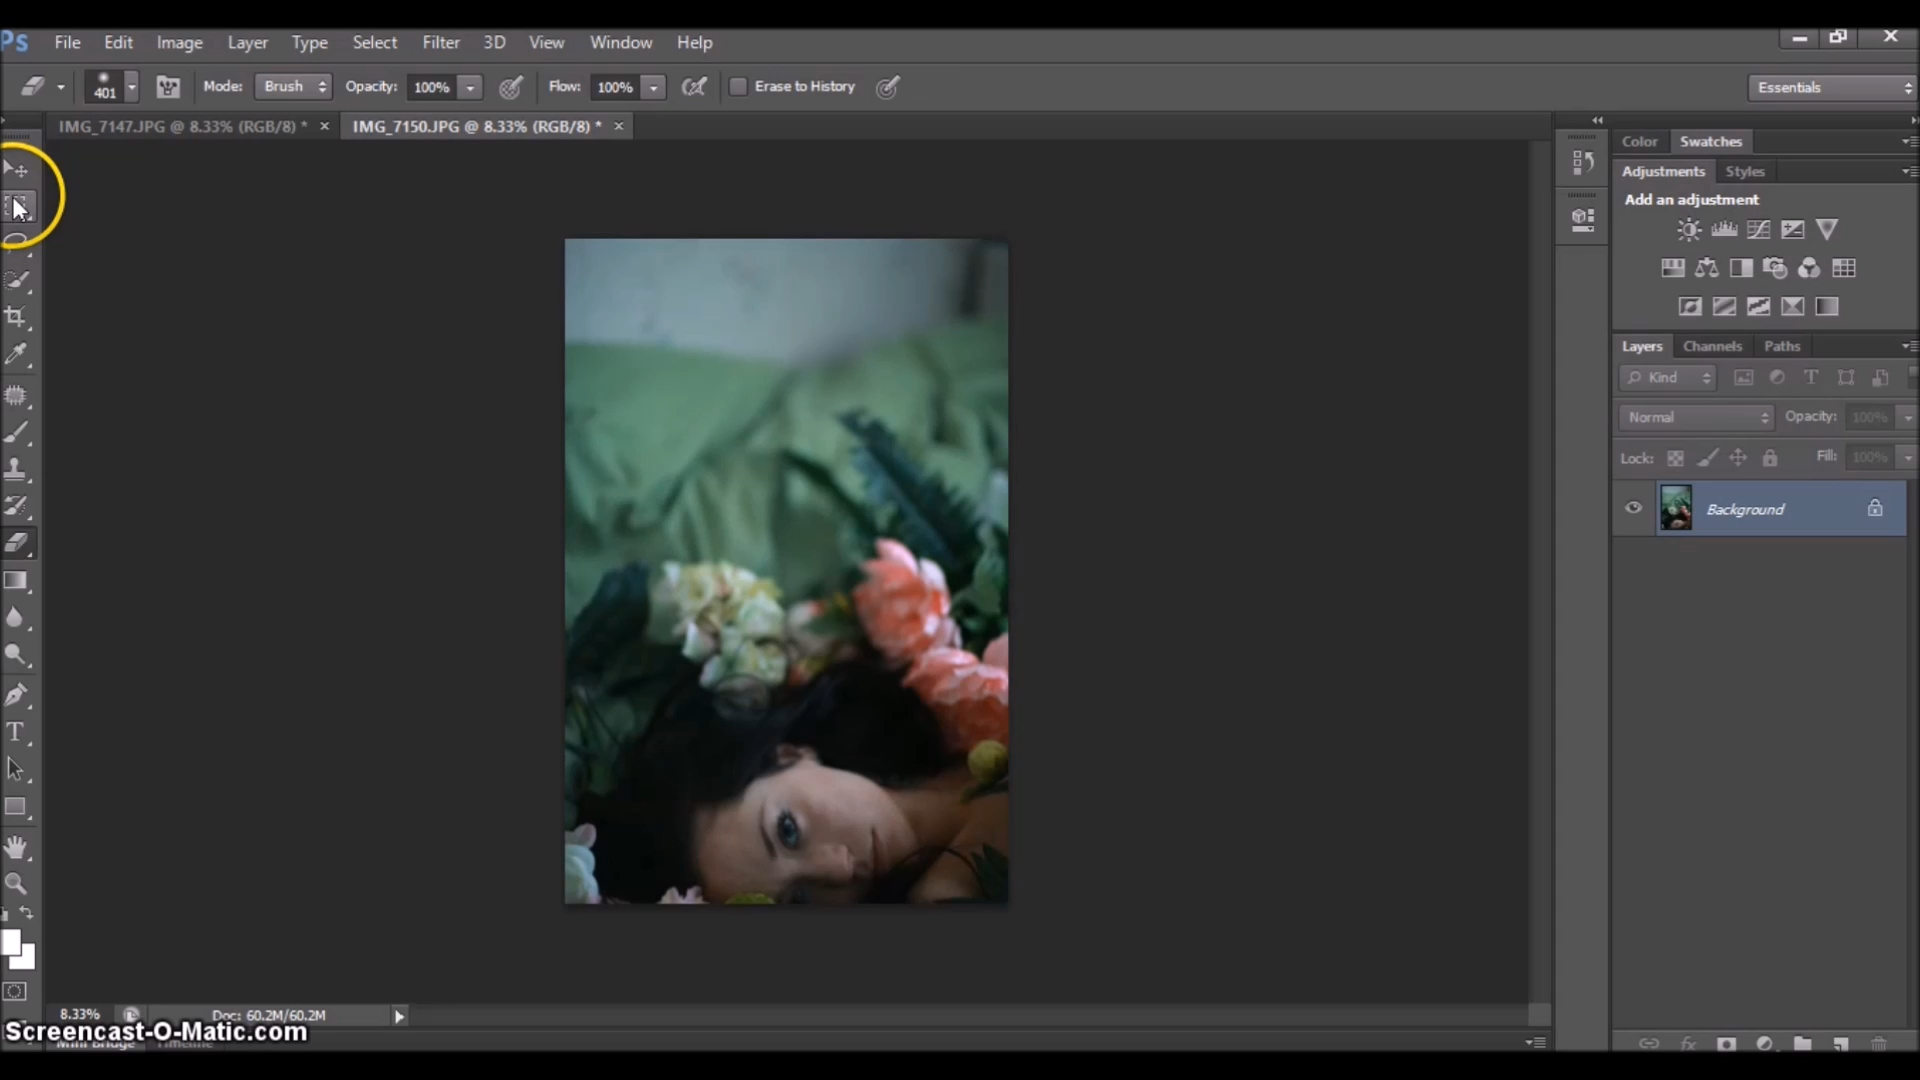 Ps File Edit Image Layer Type Select Filter 3D View Window Help
401 Mode: Brush Opacity: 100% Flow: 100% Erase to History Essentials
IMG_7147.JPG @ 8.33% (RGB/8) * × IMG_7150.JPG @ 8.33% (RGB/8) * ×
Color Swatches
Adjustments Styles
Add an adjustment
Layers Channels Paths
Kind
Normal Opacity: 100%
Lock: Fill: 100%
Background
8.33% Doc: 60.2M/60.2M
Screencast-O-Matic.com
Mini Bridge Timeline